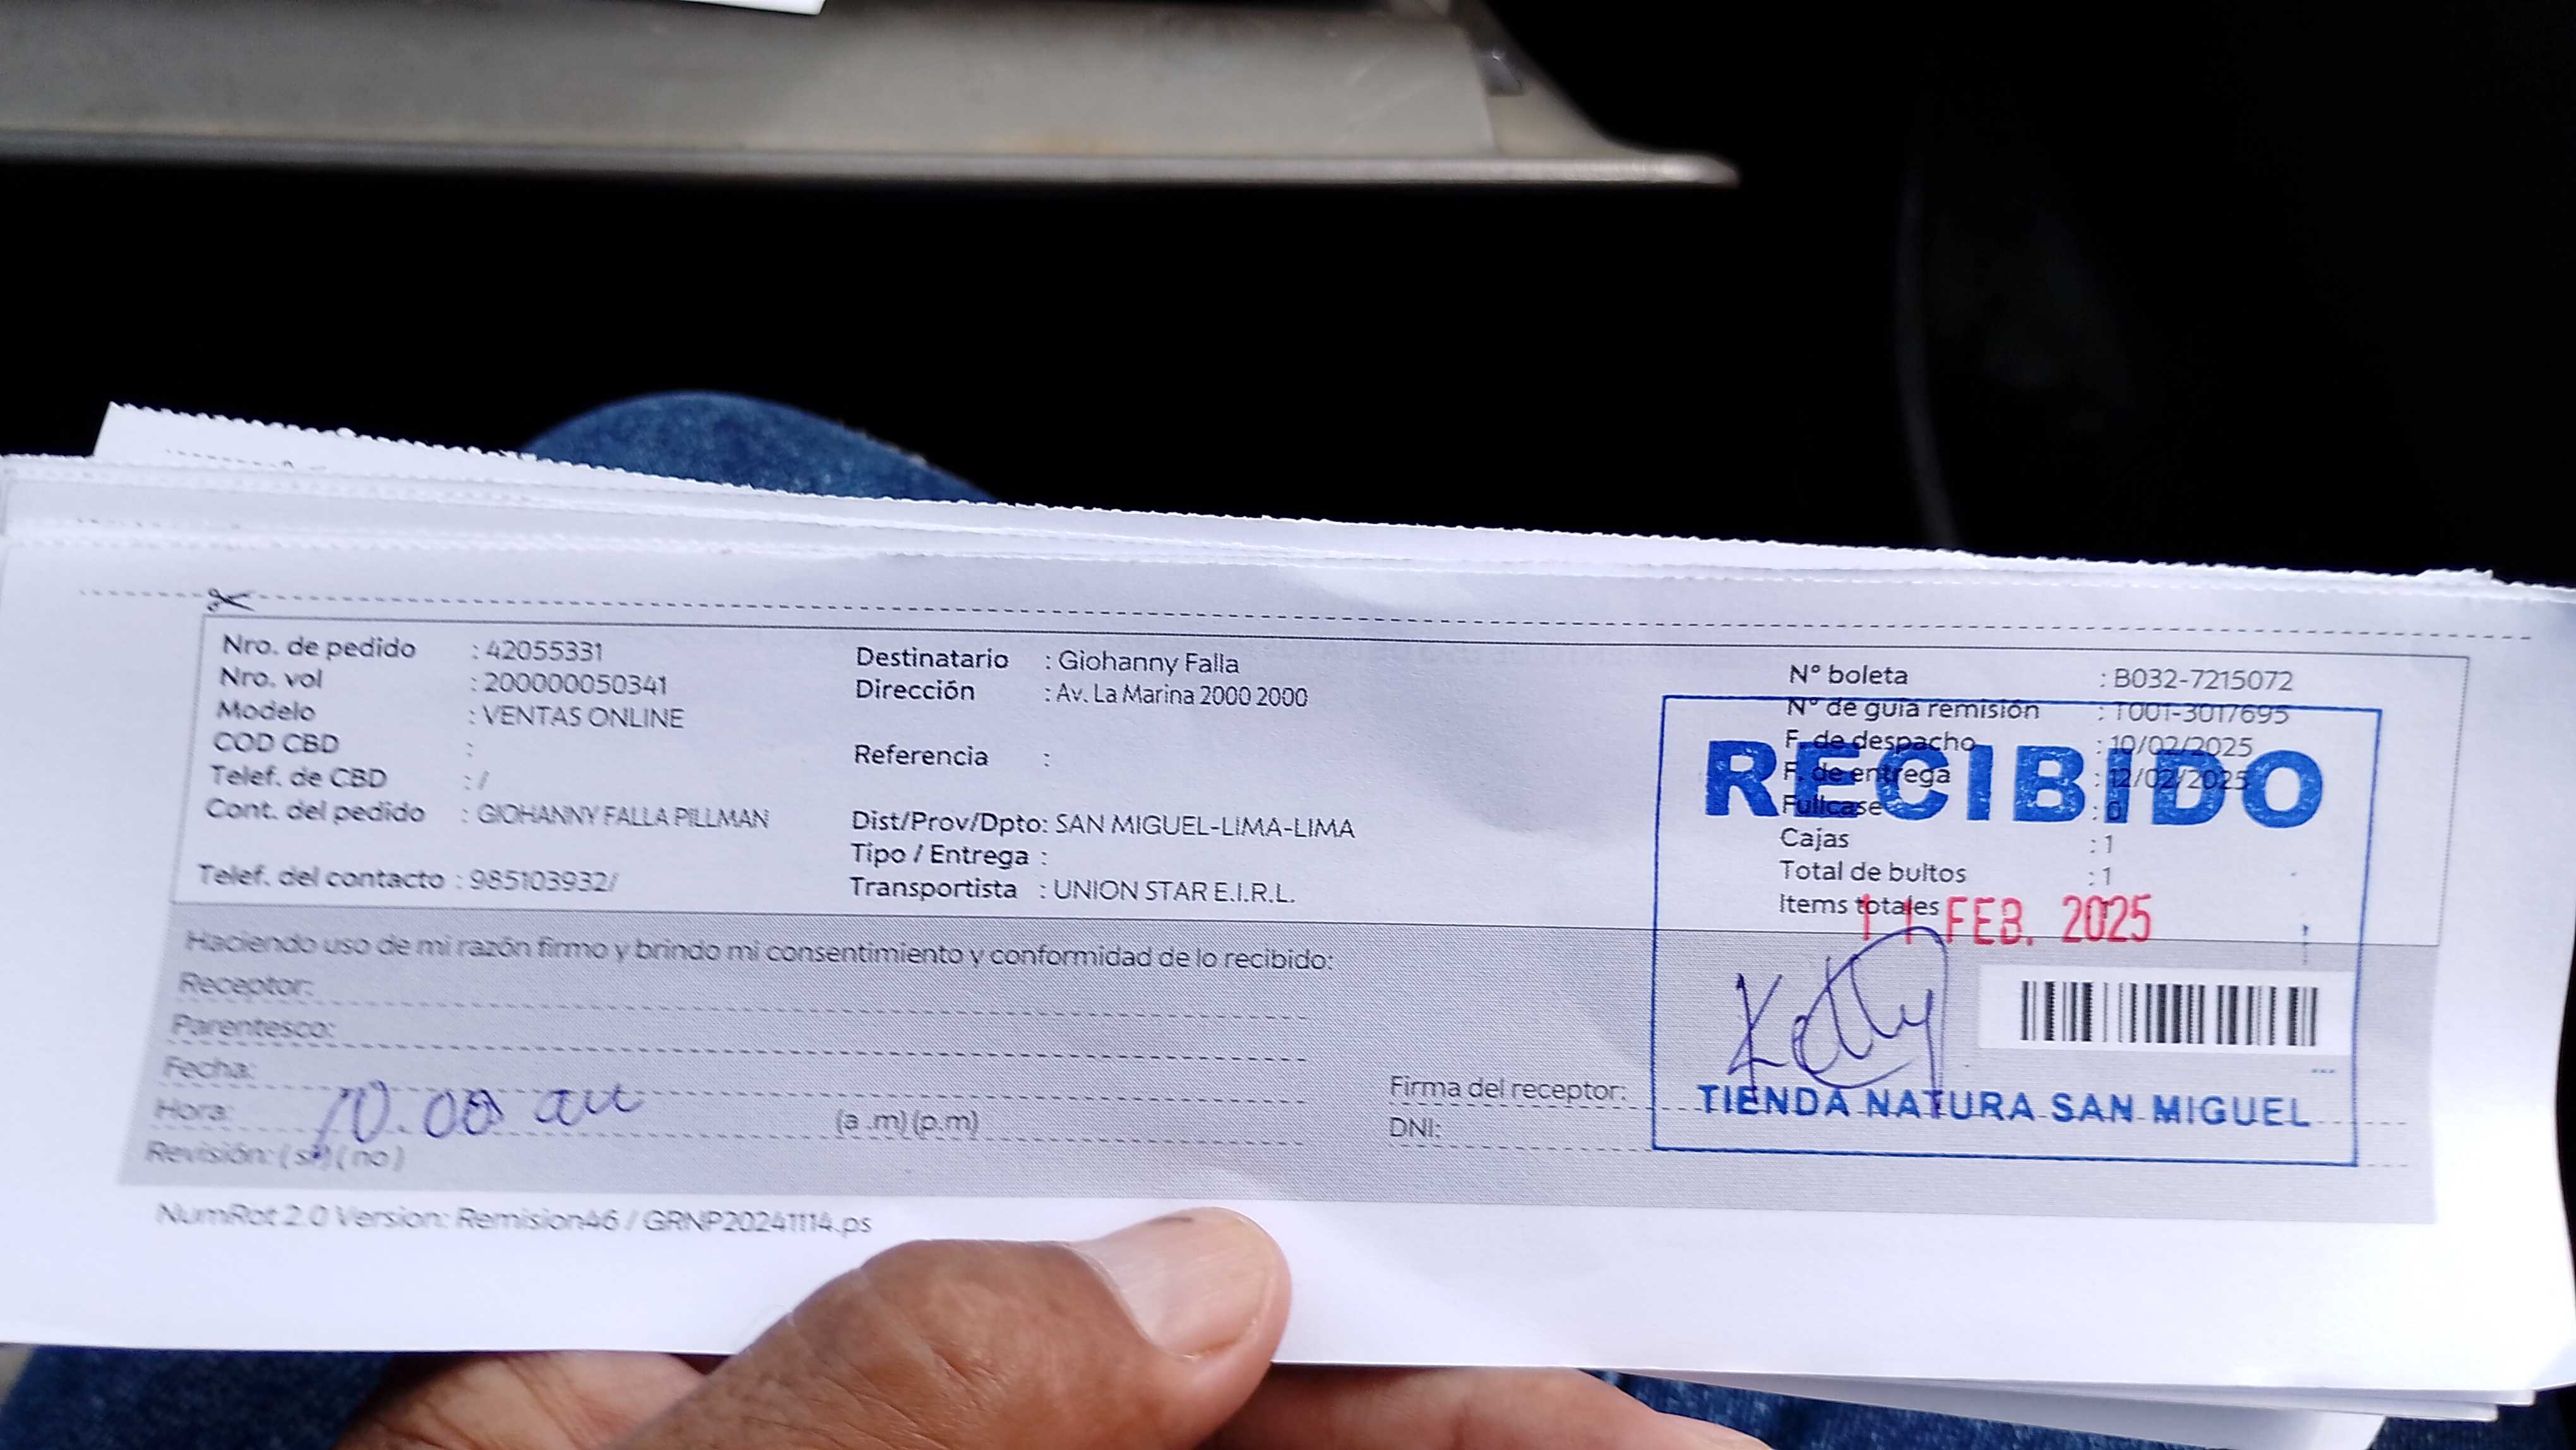 Nro. de pedido : 42055331
Nro. vol : 200000050341
Modelo : VENTAS ONLINE
COD CBD :
Telef. de CBD : /
Cont. del pedido : GIOHANNY FALLA PILLMAN
Telef. del contacto : 985103932/
Destinatario : Giohanny Falla
Dirección : Av. La Marina 2000 2000
Referencia :
Dist/Prov/Dpto: SAN MIGUEL-LIMA-LIMA
Tipo / Entrega :
Transportista : UNION STAR E.I.R.L.
N° boleta : B032-7215072
N° de guia remisión : T001-3017695
F. de despacho : 10/02/2025
F. de entrega : 12/02/2025
Fullcase : 0
Cajas : 1
Total de bultos : 1
Items totales
RECIBIDO
11 FEB. 2025
Kelly
TIENDA NATURA SAN MIGUEL
Haciendo uso de mi razón firmo y brindo mi consentimiento y conformidad de lo recibido:
Receptor:
Parentesco:
Fecha:
Hora: 10:00 am (a .m) (p.m)
Revisión: ( si ) ( no )
Firma del receptor:
DNI:
NumRot 2.0 Version: Remision46 / GRNP20241114.ps